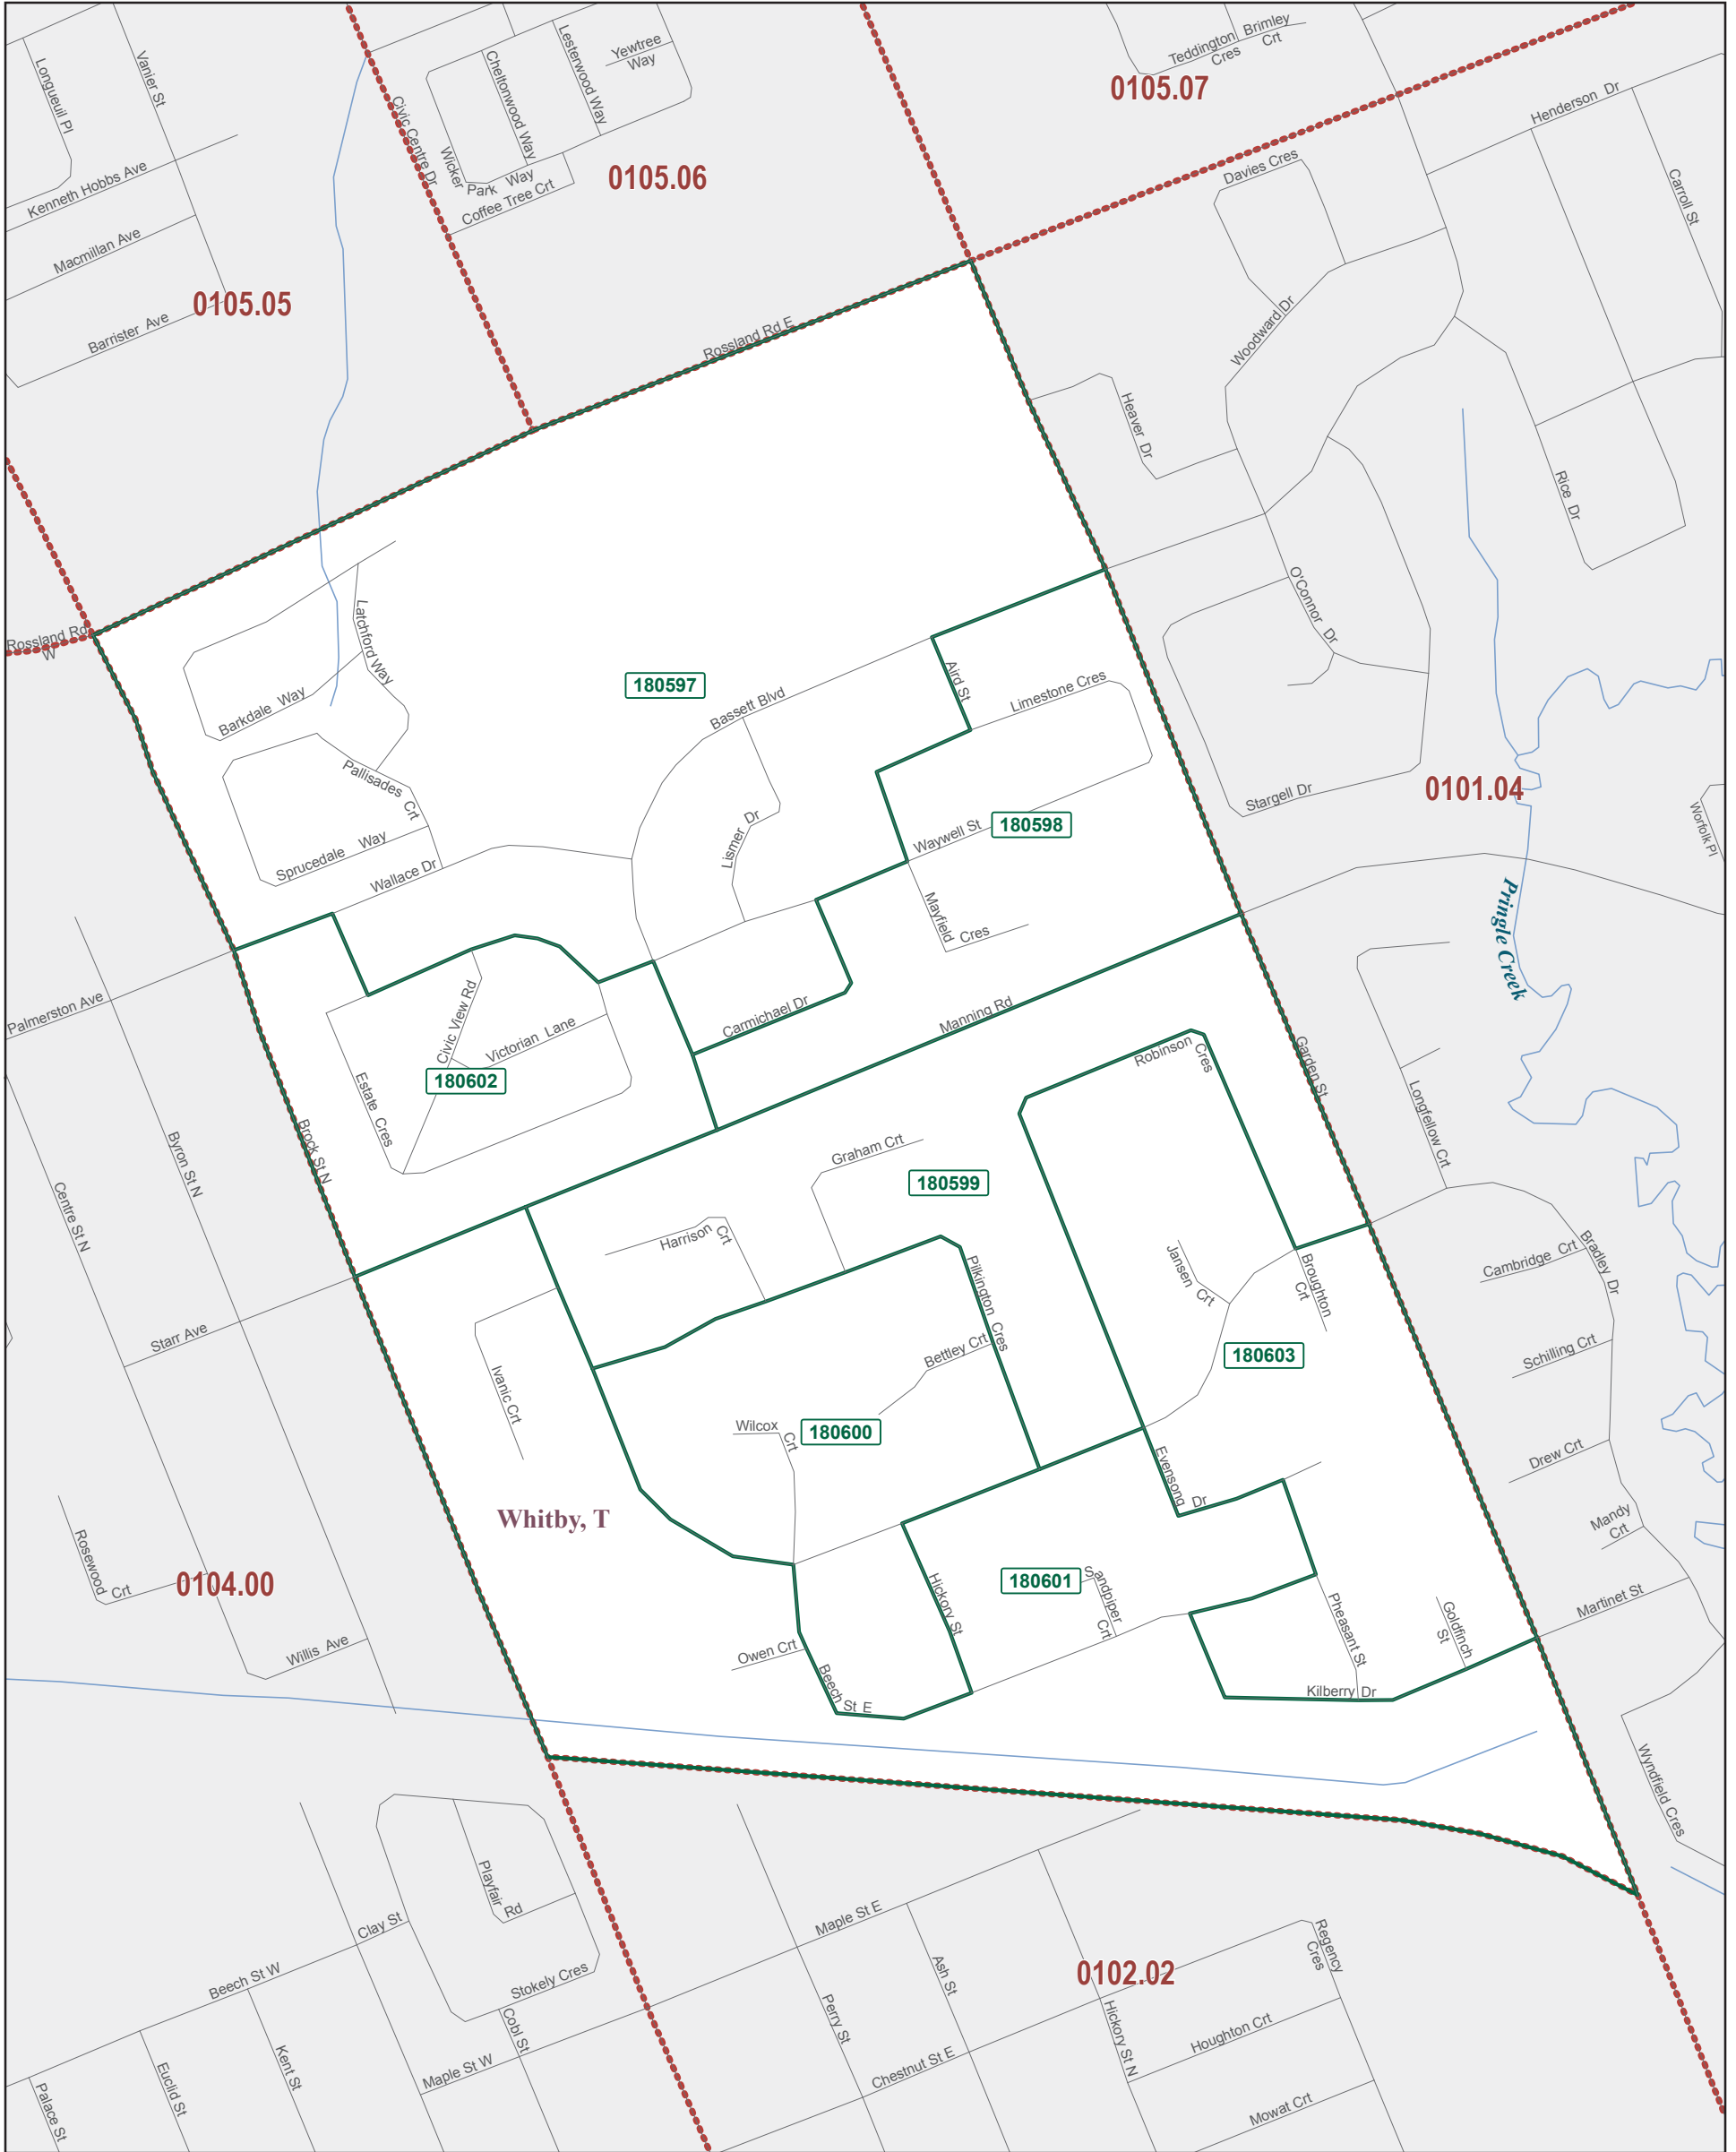 Longueuil Pl
Vanier St
Kenneth Hobbs Ave
Macmillan Ave
Barrister Ave
0105.05
Civic Centre Dr
Cheltonwood Way
Lesterwood Way
Yewtree
Way
Wicker
Park Way
Coffee Tree Crt
0105.06
Teddington
Cres
Brimley
Crt
0105.07
Henderson Dr
Carroll St
Davies Cres
Woodward Dr
Heaver Dr
Rice Dr
O'Connor Dr
Stargell Dr
0101.04
Worfolk Pl
Pringle Creek
Rossland Rd E
Rossland Rd
W
Latchford Way
Barkdale Way
Pallisades Crt
Sprucedale Way
Wallace Dr
180597
Bassett Blvd
Lismer Dr
Aird St
Limestone Cres
180598
Waywell St
Mayfield Cres
Carmichael Dr
Manning Rd
Palmerston Ave
Civic View Rd
Victorian Lane
180602
Estate Cres
Brock St N
Byron St N
Centre St N
Starr Ave
Garden St
Longfellow Crt
Robinson Cres
Graham Crt
180599
Harrison Crt
Pilkington Cres
Jansen Crt
Broughton
Crt
180603
Bettley Crt
Ivanic Crt
Wilcox Crt
180600
Cambridge Crt
Bradley Dr
Schilling Crt
Drew Crt
Mandy
Crt
Martinet St
Evensong Dr
Whitby, T
Rosewood Crt
0104.00
Willis Ave
Hickory St
180601
Sandpiper
Crt
Pheasant St
Goldfinch
St
Kilberry Dr
Owen Crt
Beech St E
Wyndfield Cres
Playfair Rd
Clay St
Beech St W
Stokely Cres
Cobl St
Maple St W
Maple St E
Ash St
Perry St
Chestnut St E
0102.02
Regency
Cres
Hickory St N
Houghton Crt
Mowat Crt
Kent St
Euclid St
Palace St